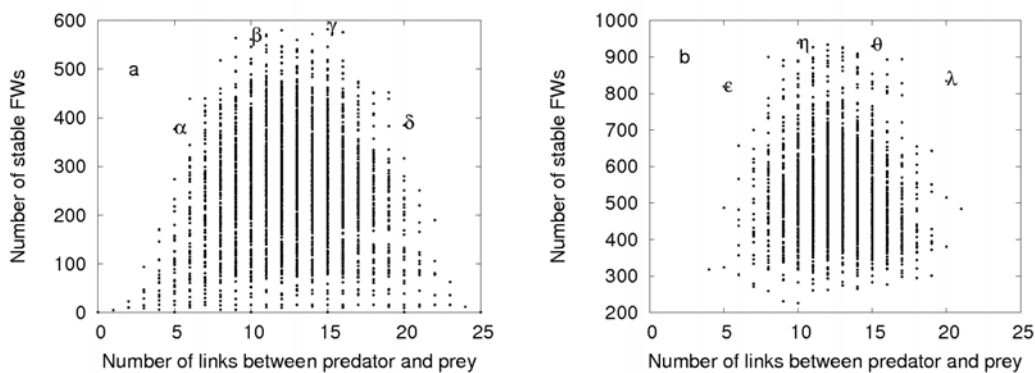 600
500
400
300
200
100
0
Number of stable FWs
a
α
β
γ
δ
0 5 10 15 20 25
Number of links between predator and prey
1000
900
800
700
600
500
400
300
200
Number of stable FWs
b
ε
η
θ
λ
0 5 10 15 20 25
Number of links between predator and prey